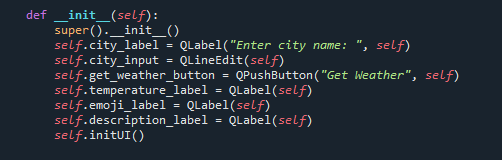 def __init__(self):
super().__init__()
self.city_label = QLabel("Enter city name: ", self)
self.city_input = QLineEdit(self)
self.get_weather_button = QPushButton("Get Weather", self)
self.temperature_label = QLabel(self)
self.emoji_label = QLabel(self)
self.description_label = QLabel(self)
self.initUI()